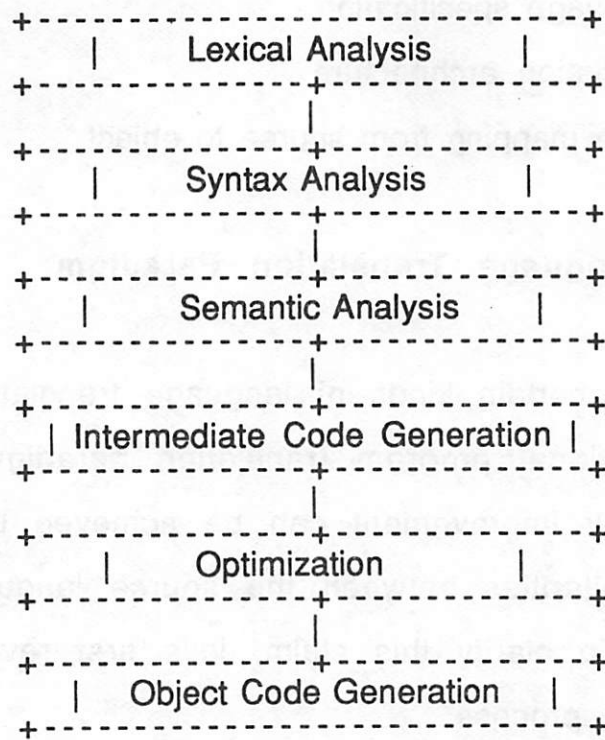 Lexical Analysis
Syntax Analysis
Semantic Analysis
Intermediate Code Generation
Optimization
Object Code Generation